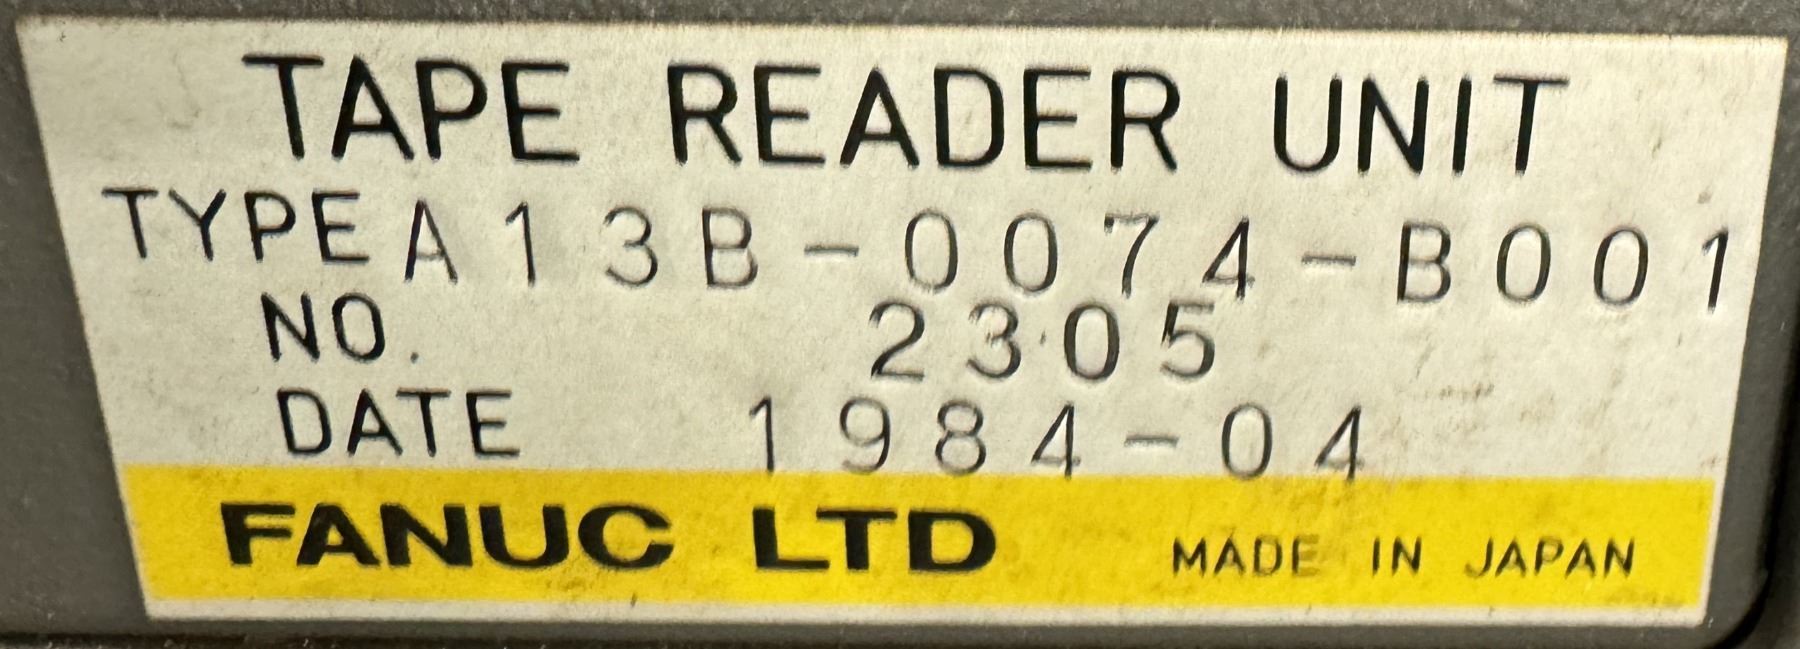 TAPE READER UNIT
TYPE A13B-0074-B001
NO. 2305
DATE 1984-04
FANUC LTD MADE IN JAPAN